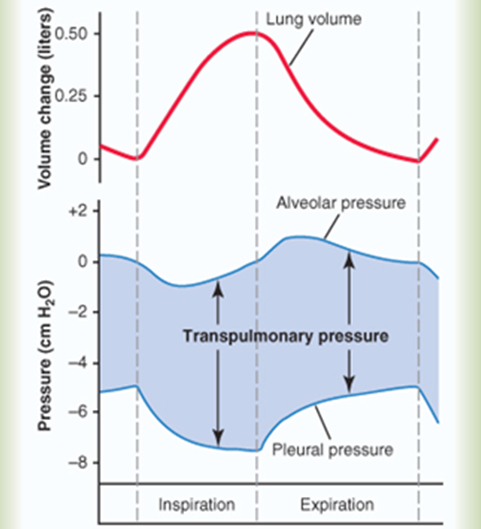 Volume change (liters)
0.50
0.25
0
Lung volume
Pressure (cm H₂O)
+2
0
–2
–4
–6
–8
Alveolar pressure
Transpulmonary pressure
Pleural pressure
Inspiration
Expiration